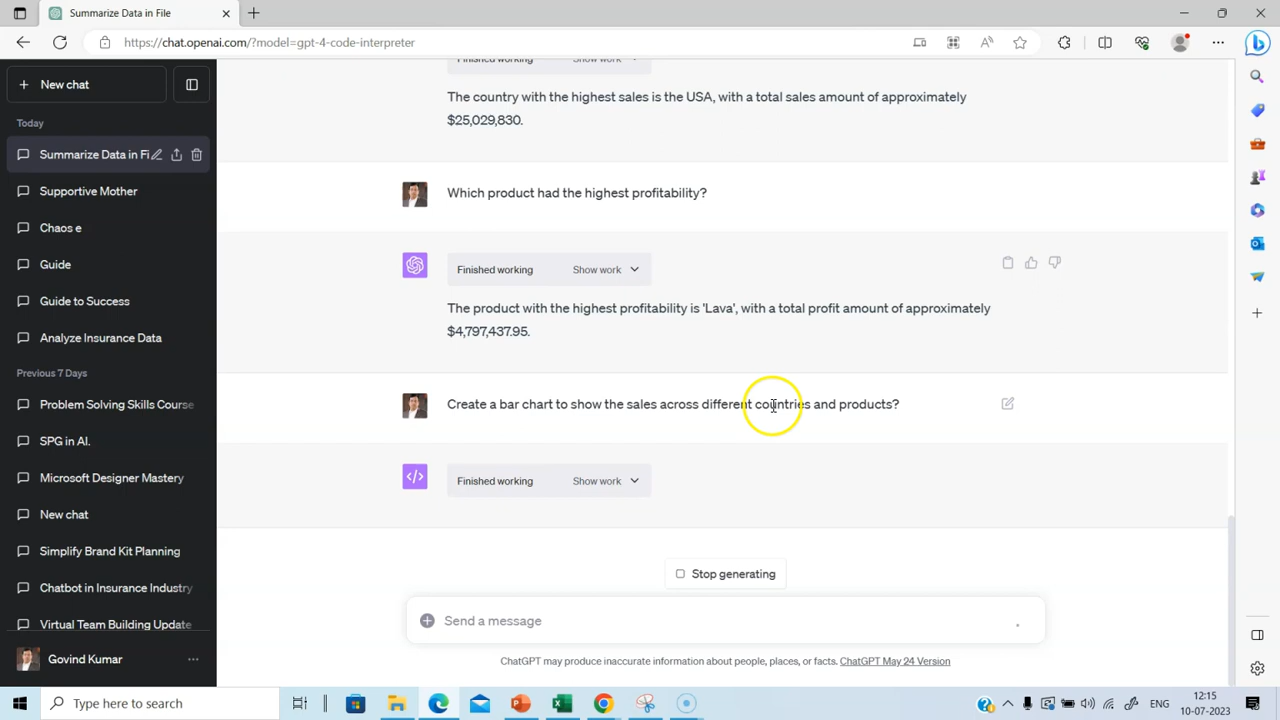 Summarize Data in File
https://chat.openai.com/?model=gpt-4-code-interpreter
New chat
Today
Summarize Data in Fi
Supportive Mother
Chaos e
Guide
Guide to Success
Analyze Insurance Data
Previous 7 Days
Problem Solving Skills Course
SPG in AI.
Microsoft Designer Mastery
New chat
Simplify Brand Kit Planning
Chatbot in Insurance Industry
Virtual Team Building Update
Govind Kumar
Finished working Show work
The country with the highest sales is the USA, with a total sales amount of approximately
$25,029,830.
Which product had the highest profitability?
Finished working Show work
The product with the highest profitability is 'Lava', with a total profit amount of approximately
$4,797,437.95.
Create a bar chart to show the sales across different countries and products?
Finished working Show work
Stop generating
Send a message
ChatGPT may produce inaccurate information about people, places, or facts. ChatGPT May 24 Version
Type here to search
ENG
12:15
10-07-2023